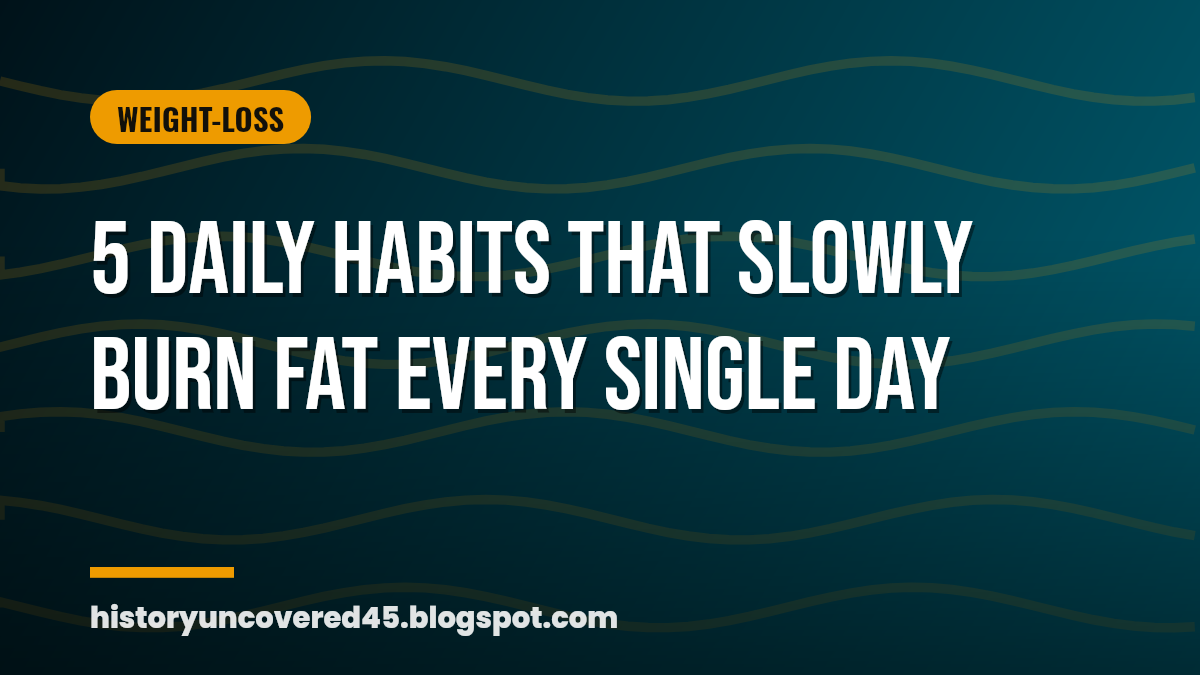 WEIGHT-LOSS
5 DAILY HABITS THAT SLOWLY
BURN FAT EVERY SINGLE DAY
historyuncovered45.blogspot.com